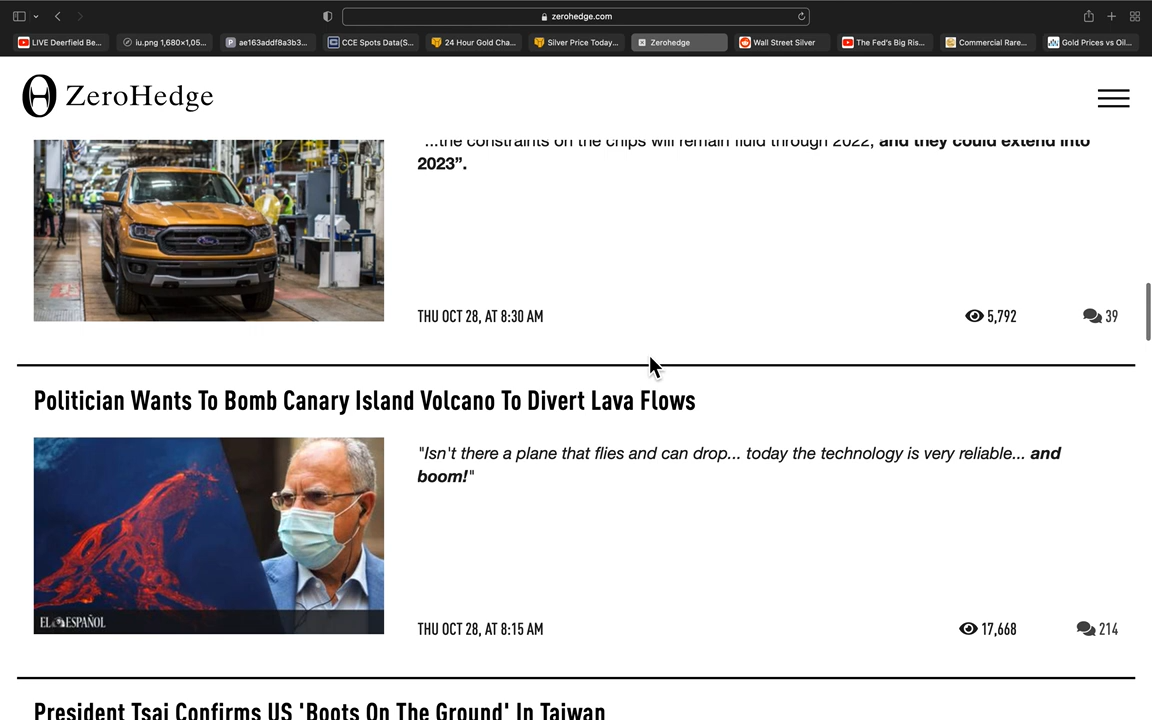 zerohedge.com
LIVE Deerfield Be...
iu.png 1,680×1,05...
ae163addf8a3b3...
CCE Spots Data(S...
24 Hour Gold Cha...
Silver Price Today...
Zerohedge
Wall Street Silver
The Fed's Big Ris...
Commercial Rare...
Gold Prices vs Oil...
ZeroHedge
"...the constraints on the chips will remain fluid through 2022, and they could extend into
2023”.
THU OCT 28, AT 8:30 AM
5,792
39
Politician Wants To Bomb Canary Island Volcano To Divert Lava Flows
"Isn't there a plane that flies and can drop... today the technology is very reliable... and
boom!"
EL ESPAÑOL
THU OCT 28, AT 8:15 AM
17,668
214
President Tsai Confirms US 'Boots On The Ground' In Taiwan